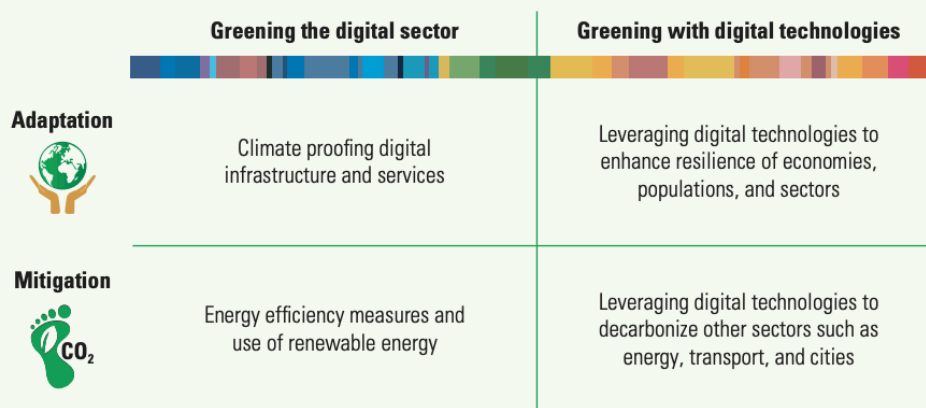 Greening the digital sector
Greening with digital technologies
Adaptation
Climate proofing digital
infrastructure and services
Leveraging digital technologies to
enhance resilience of economies,
populations, and sectors
Mitigation
CO₂
Energy efficiency measures and
use of renewable energy
Leveraging digital technologies to
decarbonize other sectors such as
energy, transport, and cities